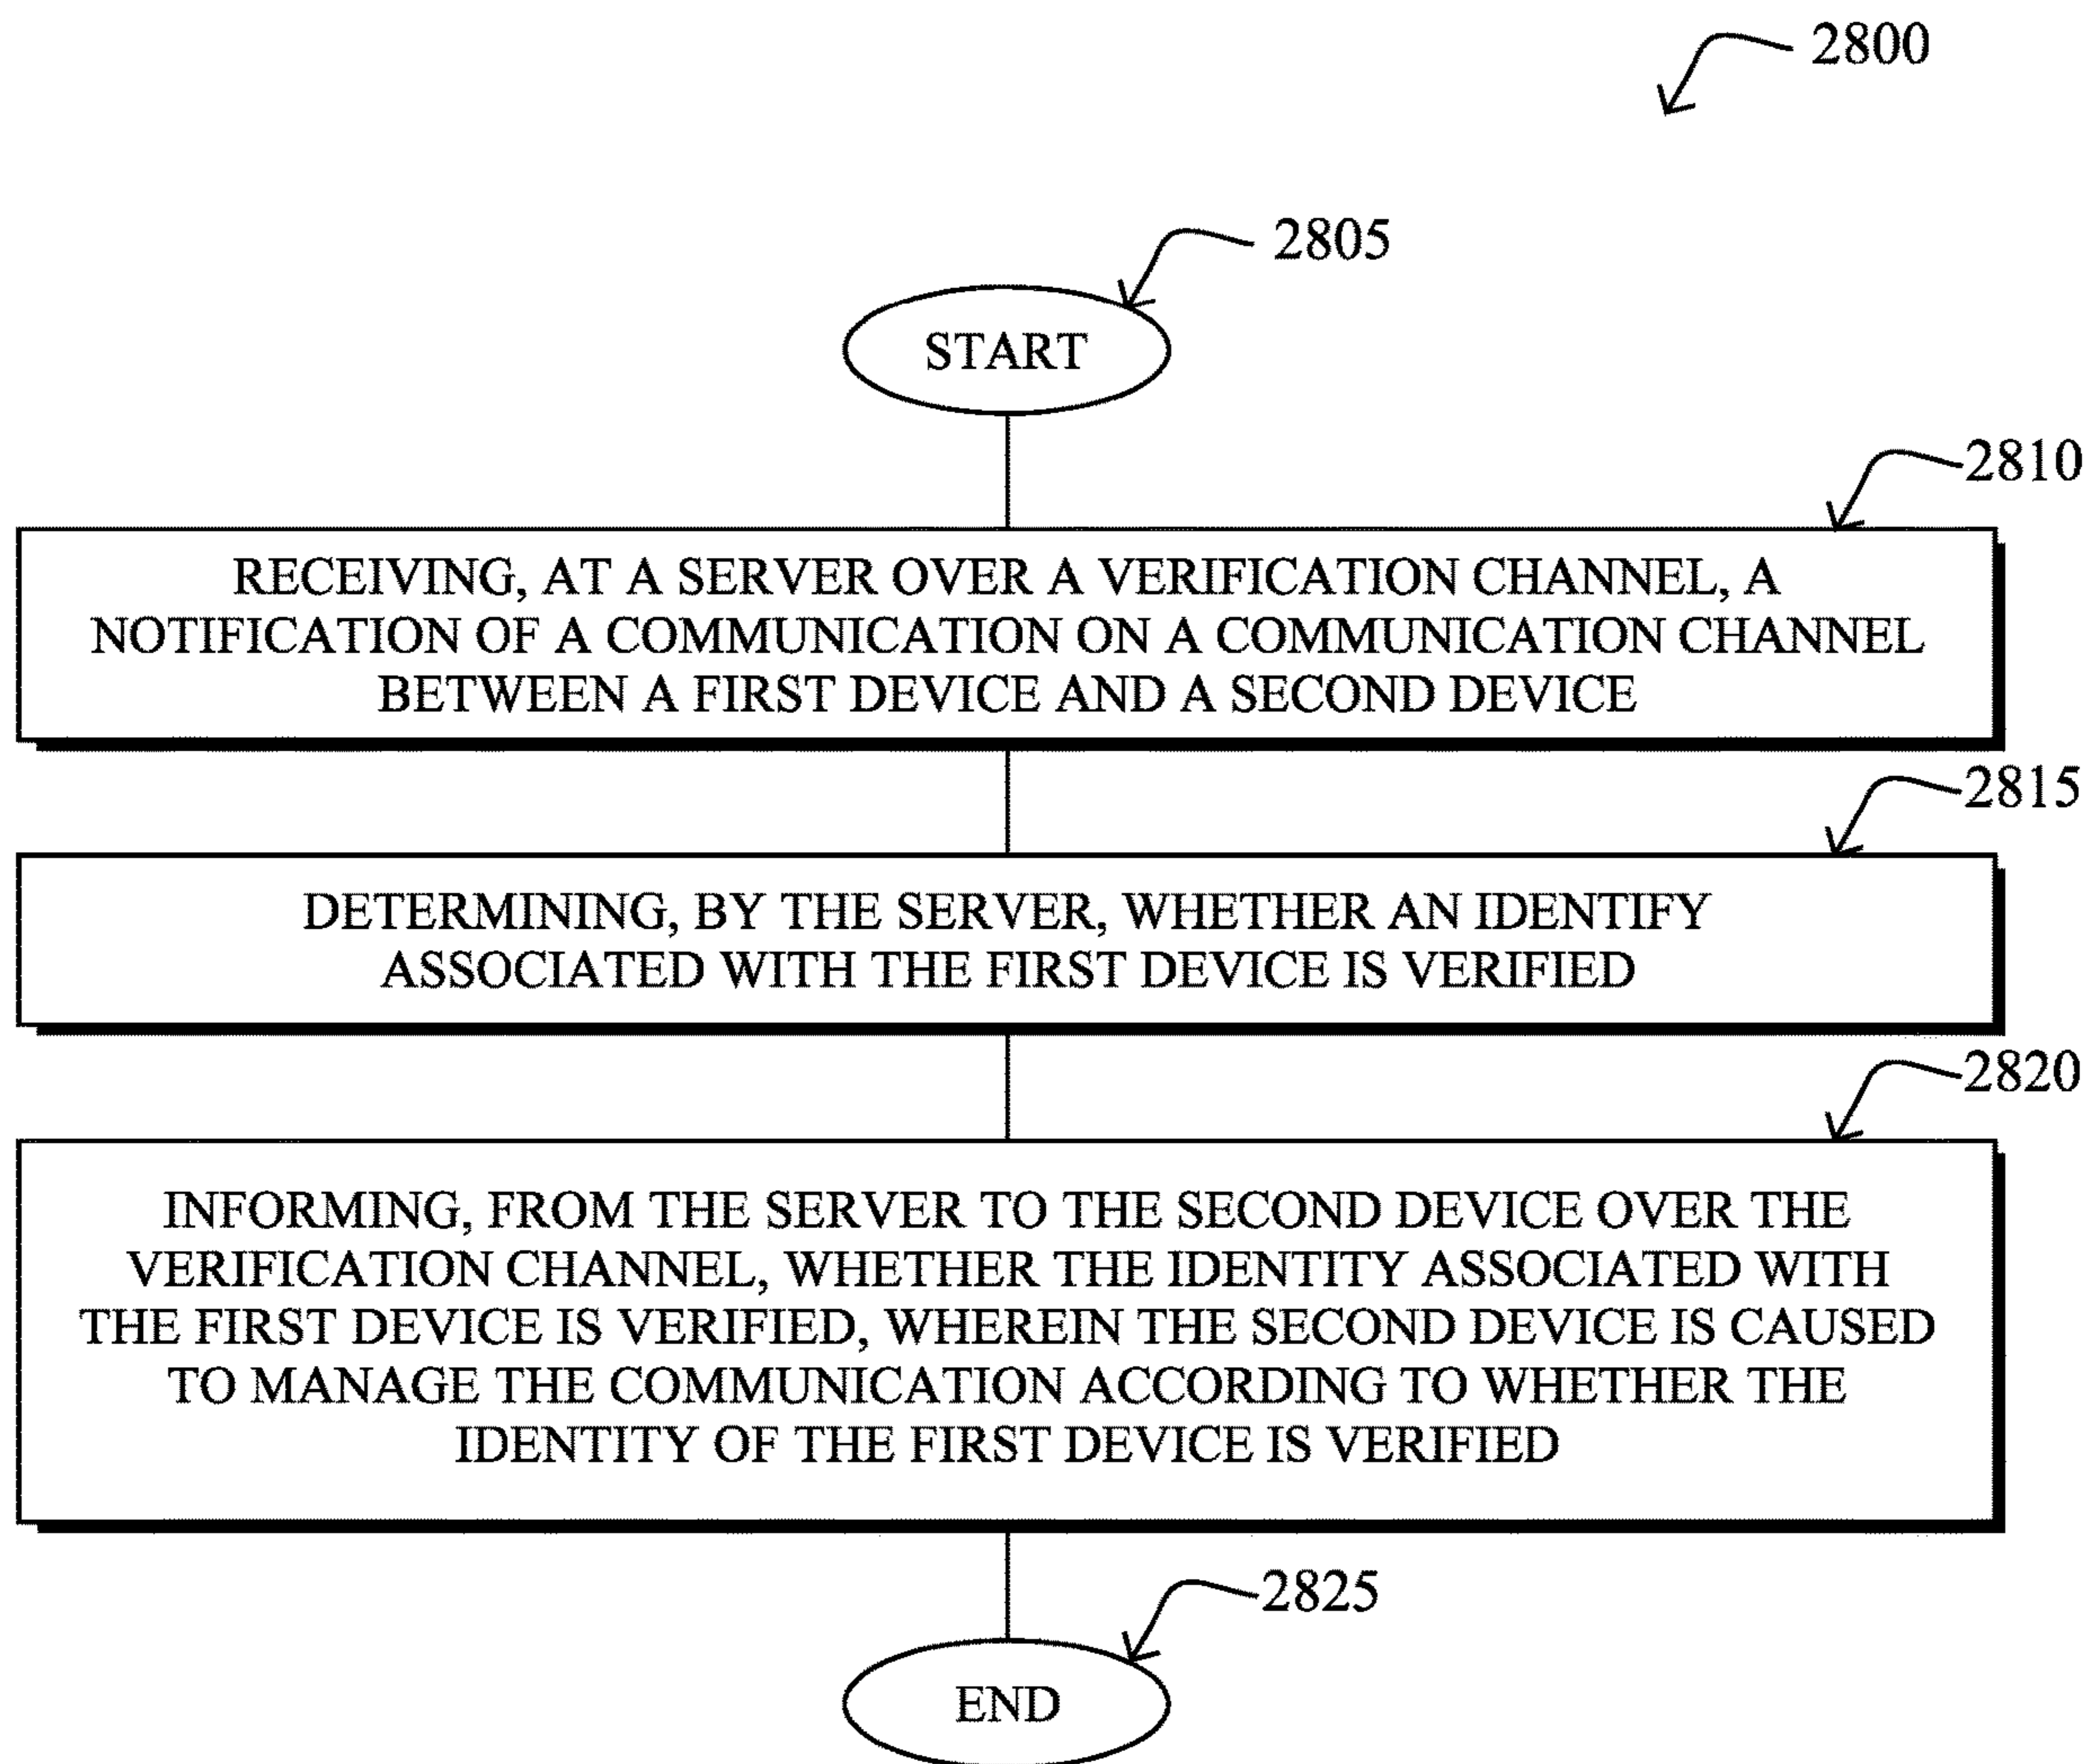 2800
2805
START
2810
RECEIVING, AT A SERVER OVER A VERIFICATION CHANNEL, A
NOTIFICATION OF A COMMUNICATION ON A COMMUNICATION CHANNEL
BETWEEN A FIRST DEVICE AND A SECOND DEVICE
2815
DETERMINING, BY THE SERVER, WHETHER AN IDENTIFY
ASSOCIATED WITH THE FIRST DEVICE IS VERIFIED
2820
INFORMING, FROM THE SERVER TO THE SECOND DEVICE OVER THE
VERIFICATION CHANNEL, WHETHER THE IDENTITY ASSOCIATED WITH
THE FIRST DEVICE IS VERIFIED, WHEREIN THE SECOND DEVICE IS CAUSED
TO MANAGE THE COMMUNICATION ACCORDING TO WHETHER THE
IDENTITY OF THE FIRST DEVICE IS VERIFIED
2825
END